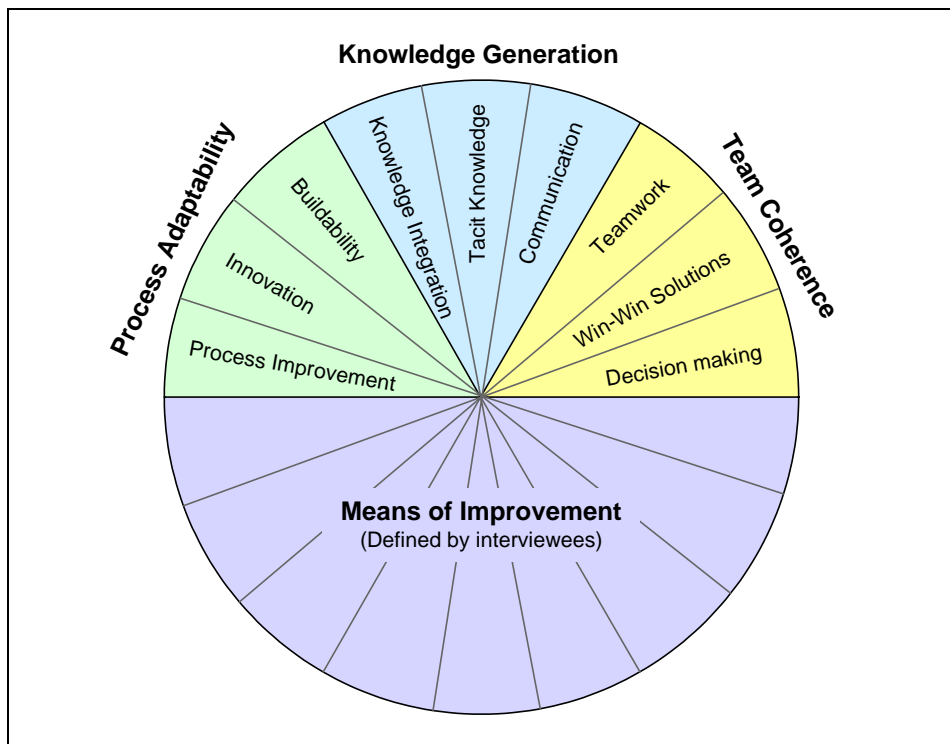 Knowledge Generation
Process Adaptability
Team Coherence
Process Improvement
Innovation
Buildability
Knowledge Integration
Tacit Knowledge
Communication
Teamwork
Win-Win Solutions
Decision making
Means of Improvement
(Defined by interviewees)